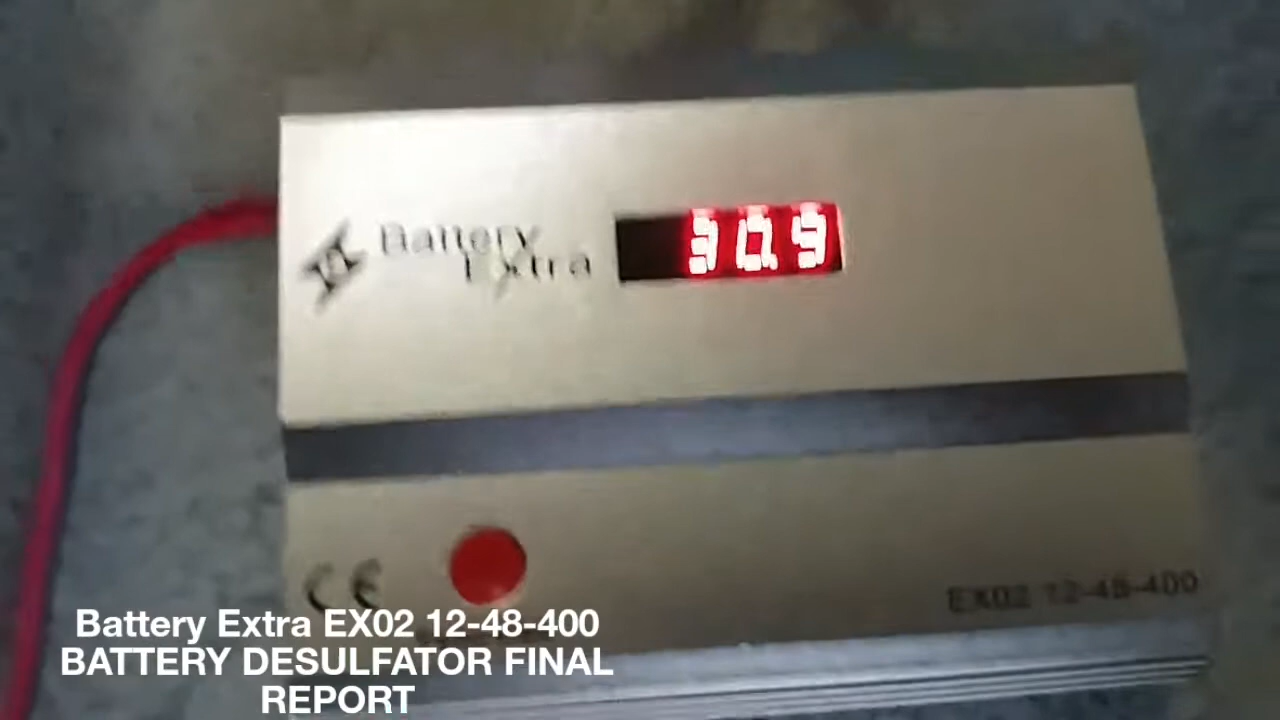 Battery
Extra
30.9
CE
EX02 12-48-400
Battery Extra EX02 12-48-400
BATTERY DESULFATOR FINAL
REPORT